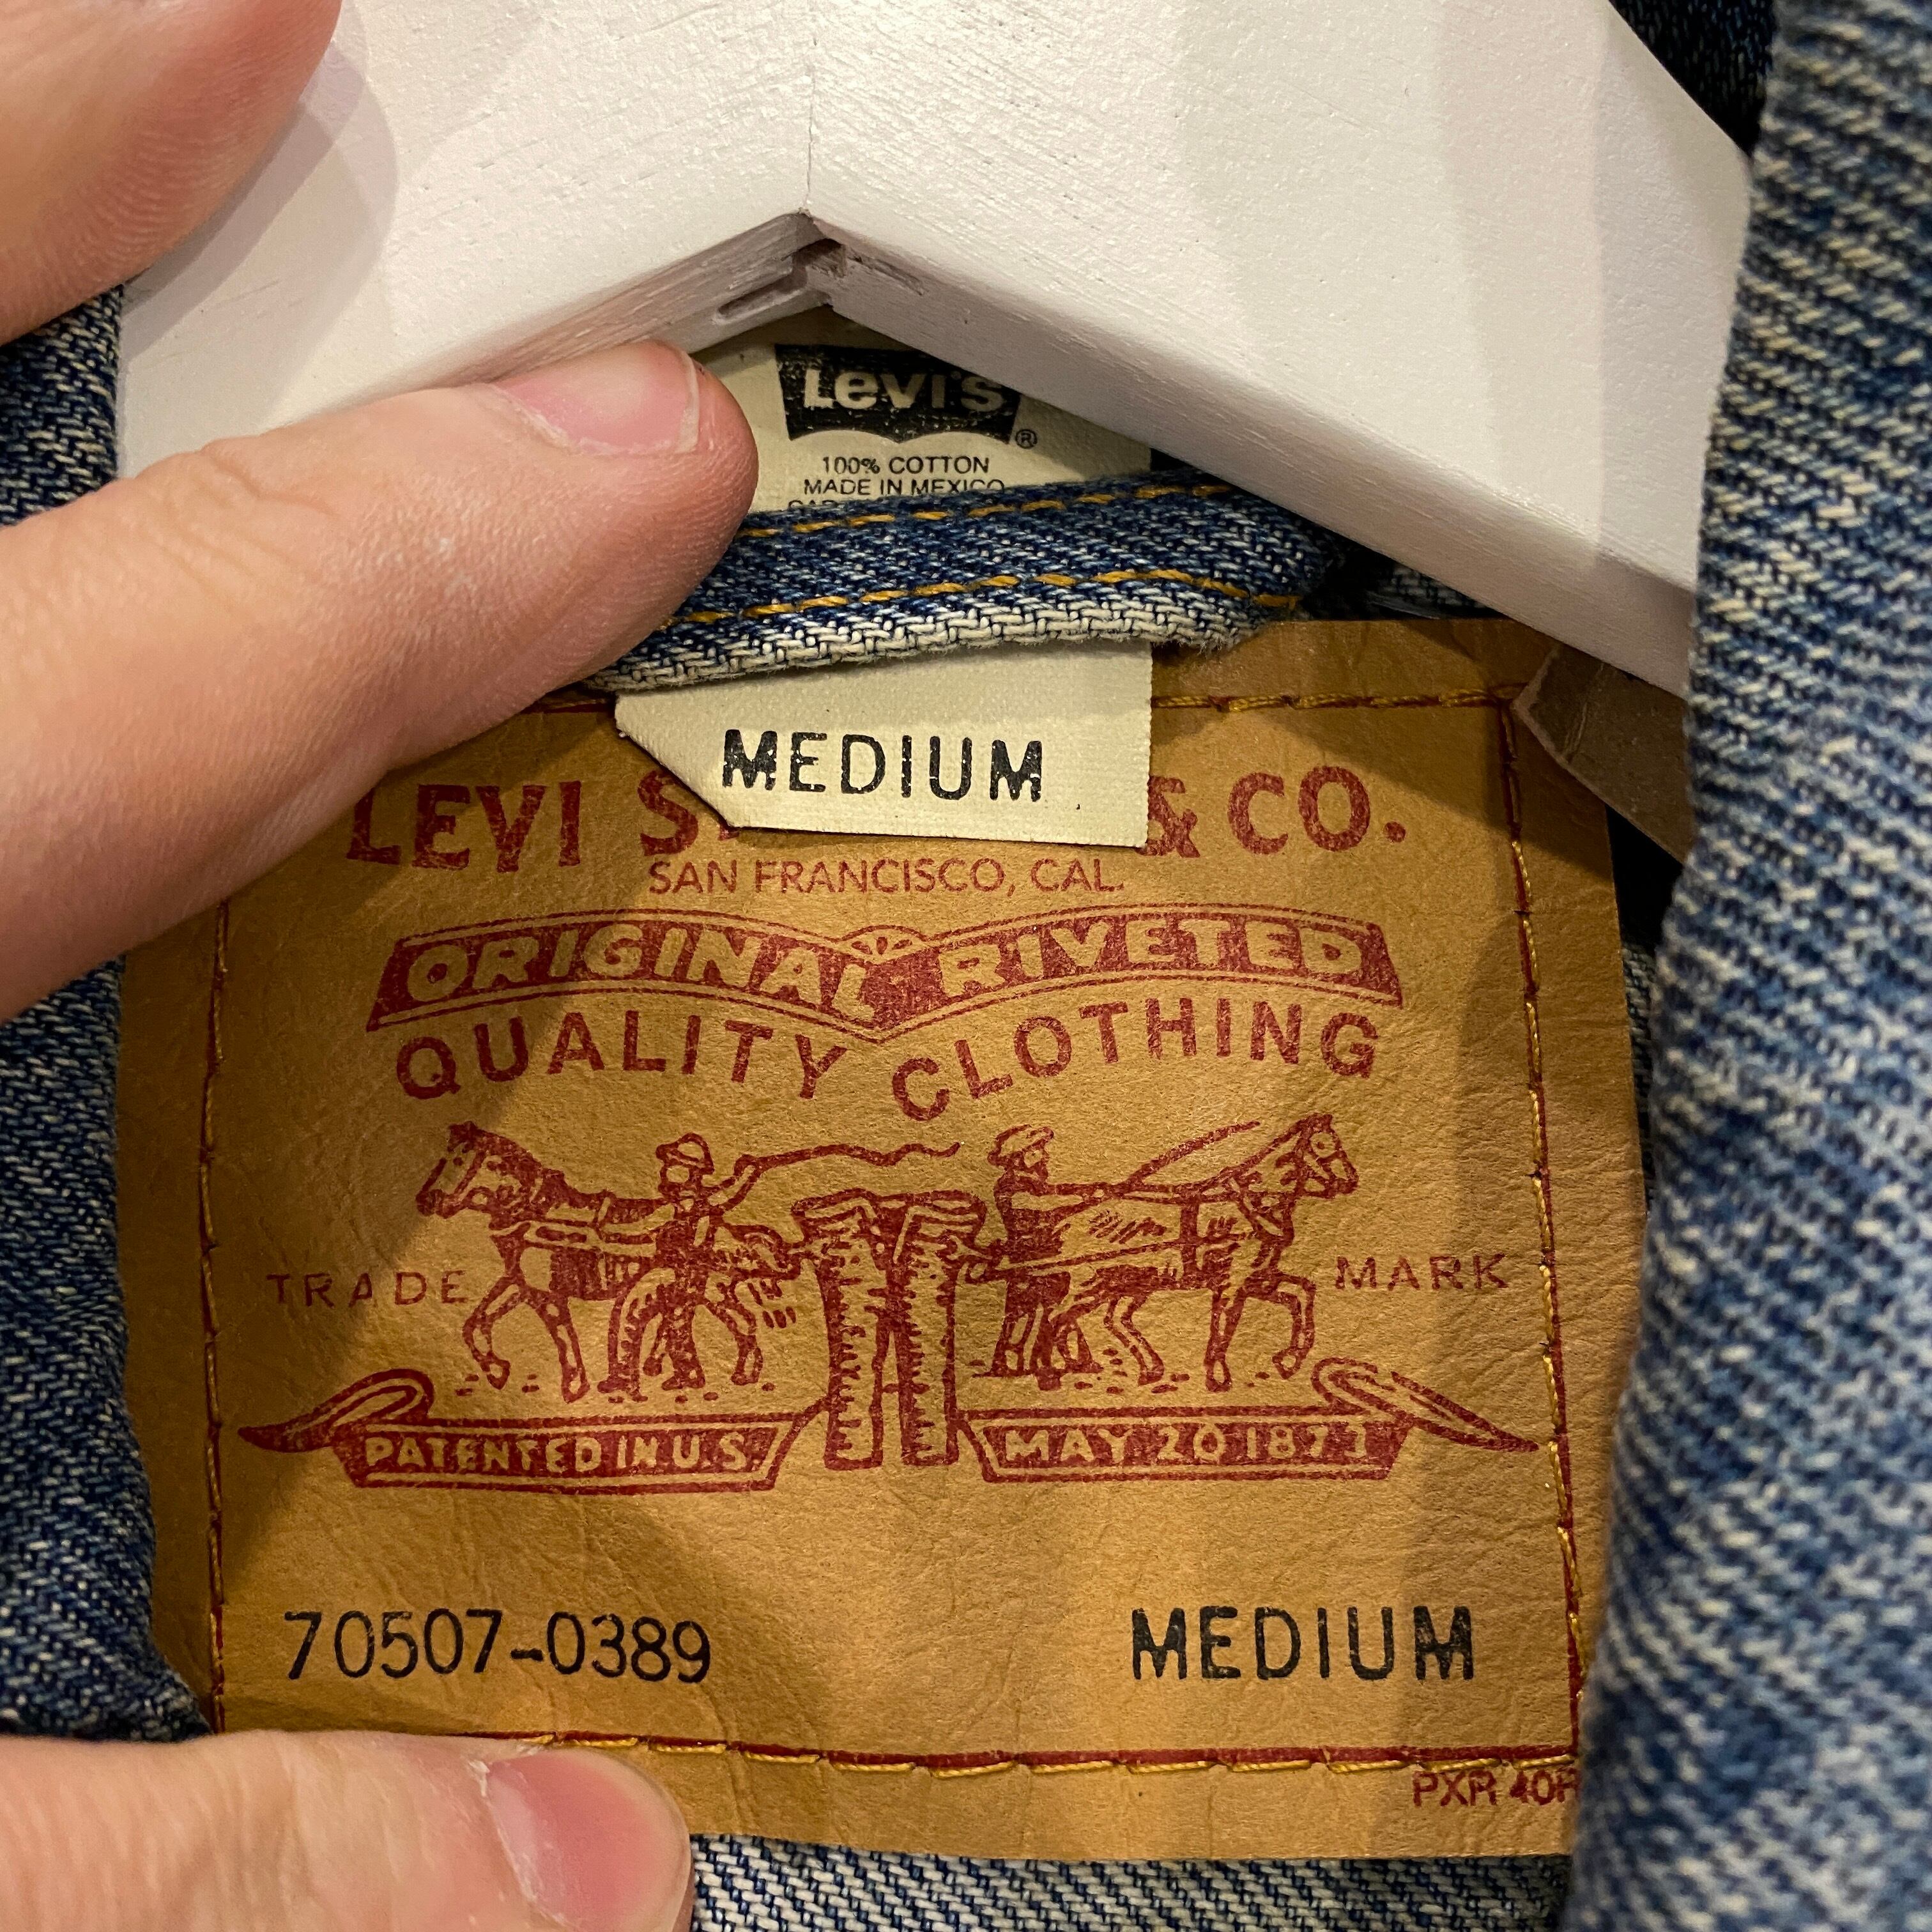 Levi's ®
100% COTTON
MADE IN MEXICO
MEDIUM
LEVI & CO.
SAN FRANCISCO, CAL.
ORIGINAL RIVETED
QUALITY CLOTHING
TRADE MARK
PATENTED IN U.S. MAY 20 1873
70507-0389 MEDIUM
PXR